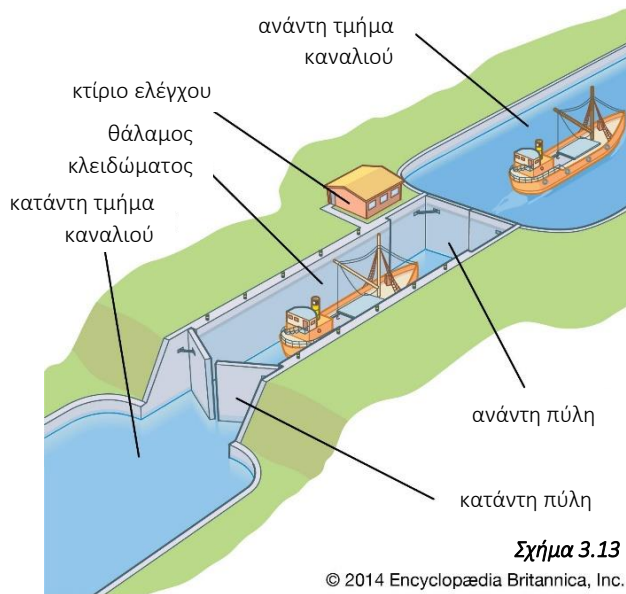 ανάντη τμήμα
καναλιού
κτίριο ελέγχου
θάλαμος
κλειδώματος
κατάντη τμήμα
καναλιού
ανάντη πύλη
κατάντη πύλη
Σχήμα 3.13
© 2014 Encyclopædia Britannica, Inc.